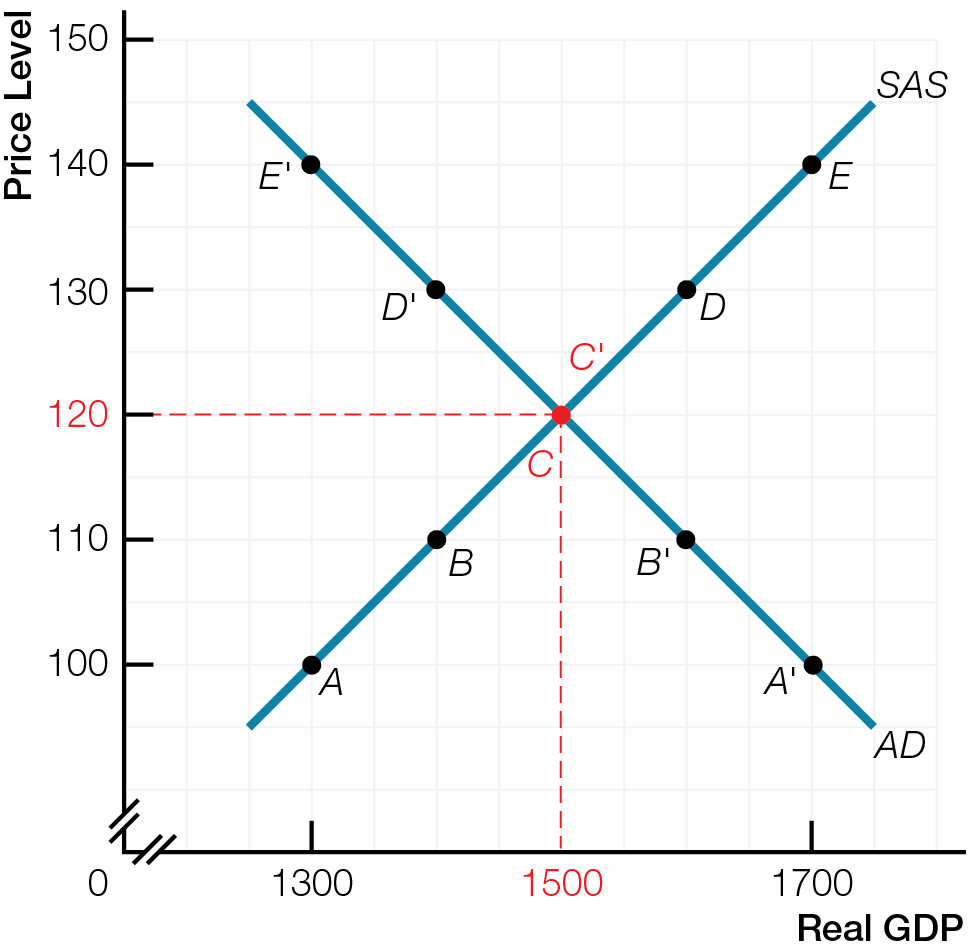 Price Level
150
SAS
140
E'
E
130
D'
D
C'
120
C
110
B
B'
100
A
A'
AD
0
1300
1500
1700
Real GDP